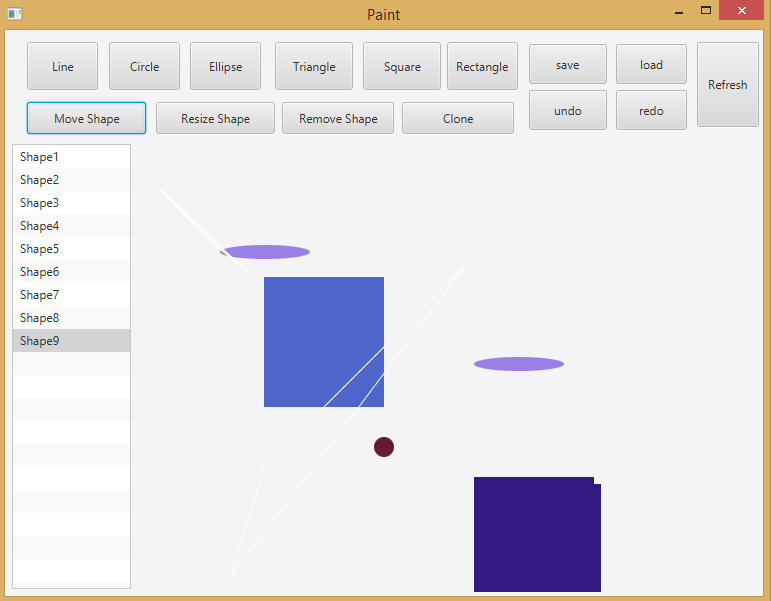 Paint
Line Circle Ellipse Triangle Square Rectangle save load Refresh
Move Shape Resize Shape Remove Shape Clone undo redo
Shape1
Shape2
Shape3
Shape4
Shape5
Shape6
Shape7
Shape8
Shape9